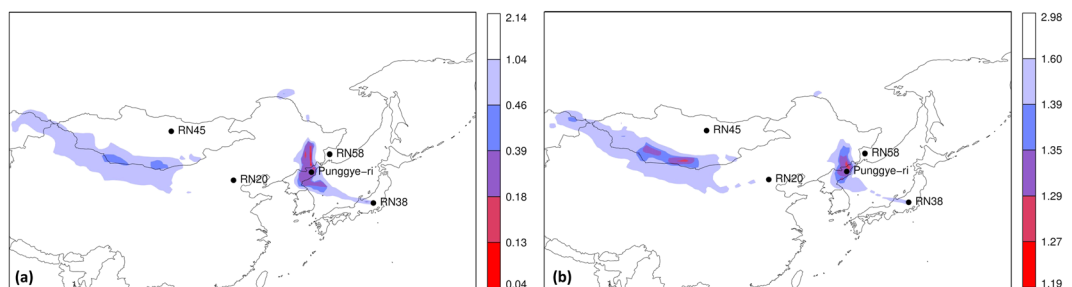 2.14
1.04
0.46
0.39
0.18
0.13
0.04
RN45
RN58
Punggye-ri
RN20
RN38
(a)
2.98
1.60
1.39
1.35
1.29
1.27
1.19
RN45
RN58
Punggye-ri
RN20
RN38
(b)